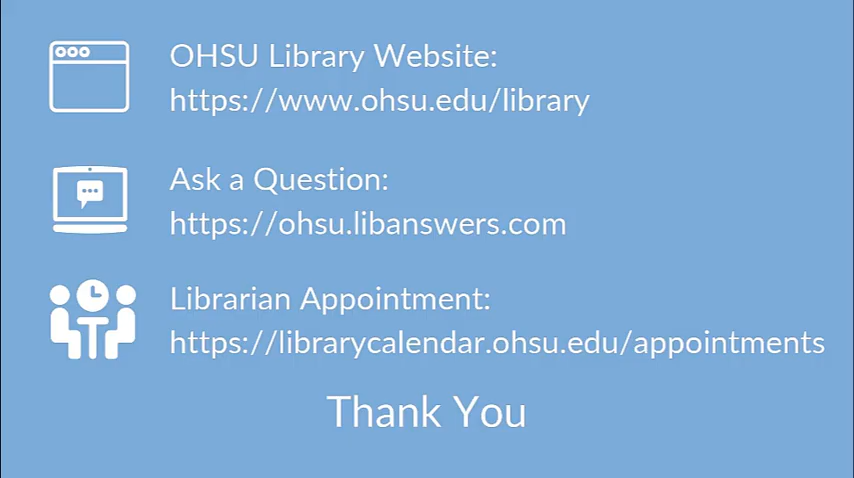 OHSU Library Website:
https://www.ohsu.edu/library
Ask a Question:
https://ohsu.libanswers.com
Librarian Appointment:
https://librarycalendar.ohsu.edu/appointments
Thank You